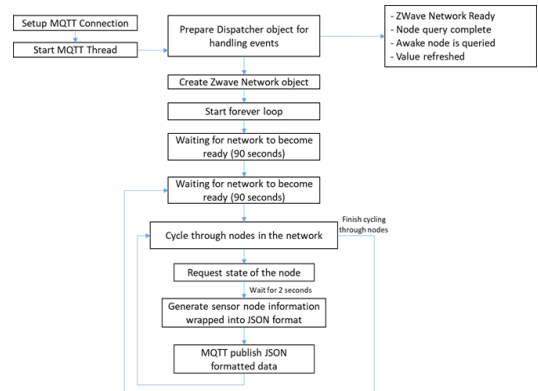 Setup MQTT Connection
Start MQTT Thread
Prepare Dispatcher object for
handling events
- ZWave Network Ready
- Node query complete
- Awake node is queried
- Value refreshed
Create Zwave Network object
Start forever loop
Waiting for network to become
ready (90 seconds)
Waiting for network to become
ready (90 seconds)
Cycle through nodes in the network
Finish cycling
through nodes
Request state of the node
Wait for 2 seconds
Generate sensor node information
wrapped into JSON format
MQTT publish JSON
formatted data